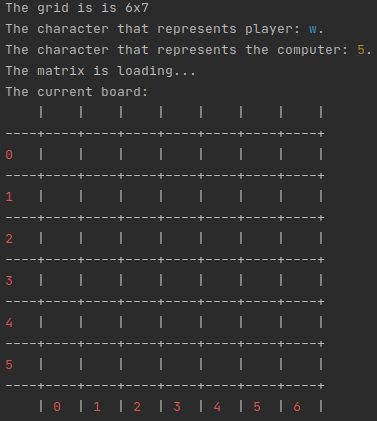 The grid is is 6x7
The character that represents player: w.
The character that represents the computer: 5.
The matrix is loading...
The current board:
    |    |    |    |    |    |    |    |
----+----+----+----+----+----+----+----+
0   |    |    |    |    |    |    |    |
----+----+----+----+----+----+----+----+
1   |    |    |    |    |    |    |    |
----+----+----+----+----+----+----+----+
2   |    |    |    |    |    |    |    |
----+----+----+----+----+----+----+----+
3   |    |    |    |    |    |    |    |
----+----+----+----+----+----+----+----+
4   |    |    |    |    |    |    |    |
----+----+----+----+----+----+----+----+
5   |    |    |    |    |    |    |    |
----+----+----+----+----+----+----+----+
    | 0  | 1  | 2  | 3  | 4  | 5  | 6  |